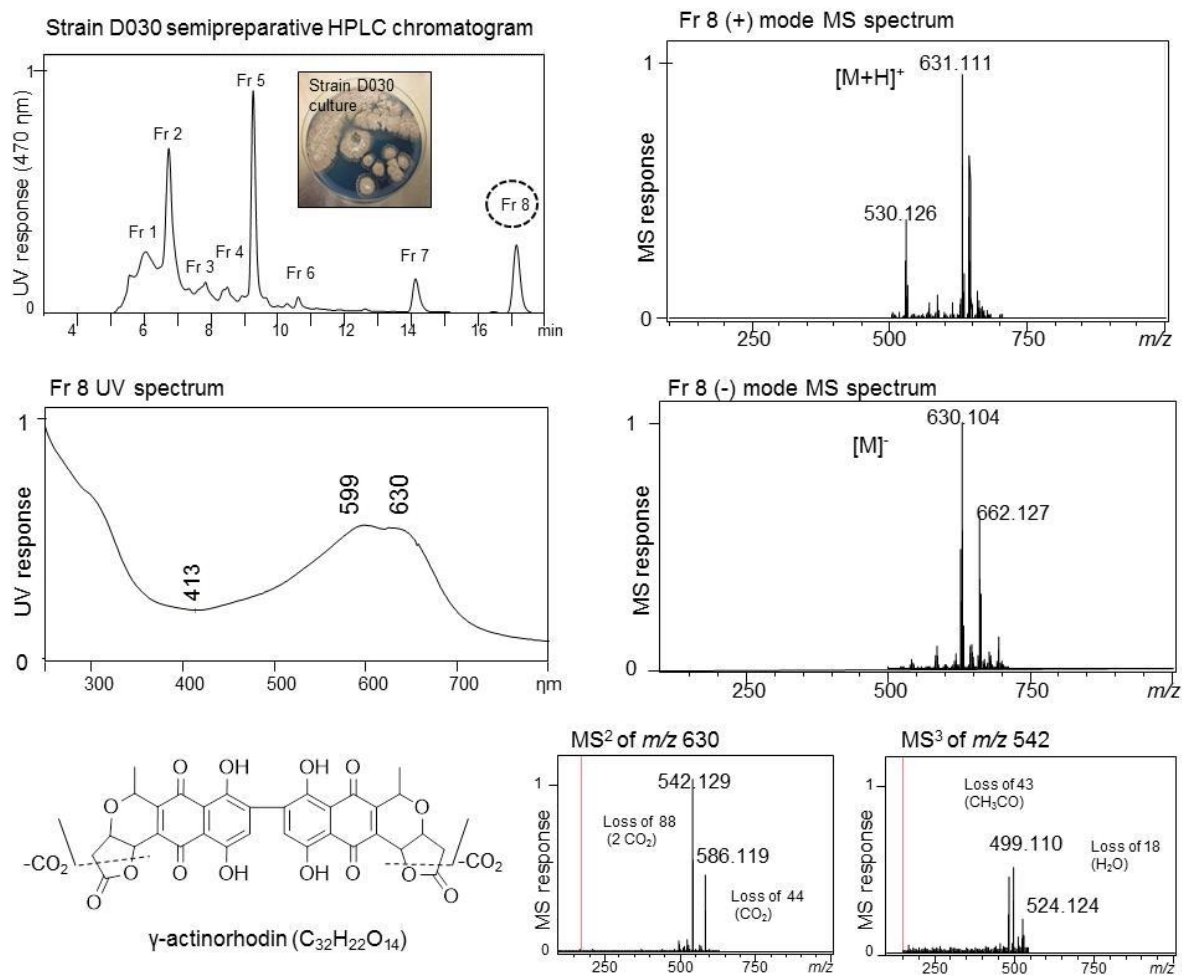 Strain D030 semipreparative HPLC chromatogram
UV response (470 ηm)
1
0
Fr 1
Fr 2
Fr 3
Fr 4
Fr 5
Fr 6
Fr 7
Fr 8
Strain D030
culture
4 6 8 10 12 14 16 min
Fr 8 (+) mode MS spectrum
MS response
1
0
[M+H]⁺
631.111
530.126
250 500 750 m/z
Fr 8 UV spectrum
UV response
1
0
413
599
630
300 400 500 600 700 ηm
Fr 8 (-) mode MS spectrum
MS response
1
0
[M]⁻
630.104
662.127
250 500 750 m/z
O
OH
OH
O
O
O
-CO₂
O
O
O
OH
OH
O
O
O
-CO₂
O
γ-actinorhodin (C₃₂H₂₂O₁₄)
MS² of m/z 630
MS response
1
0
542.129
Loss of 88
(2 CO₂)
586.119
Loss of 44
(CO₂)
250 500 750 m/z
MS³ of m/z 542
MS response
1
0
Loss of 43
(CH₃CO)
499.110
Loss of 18
(H₂O)
524.124
250 500 750 m/z